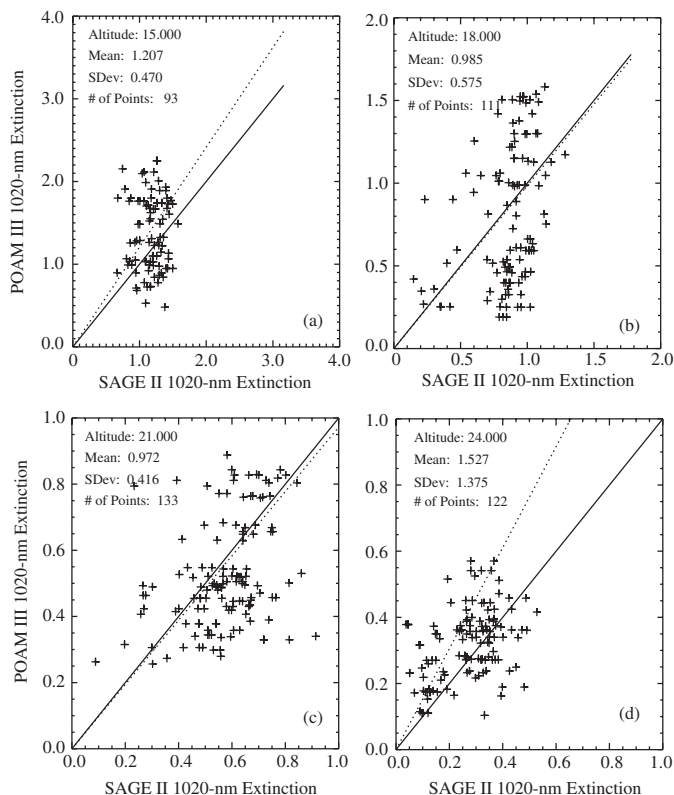 4.0
3.0
2.0
1.0
0.0
POAM III 1020-nm Extinction
Altitude: 15.000
Mean: 1.207
SDev: 0.470
# of Points: 93
(a)
0 1.0 2.0 3.0 4.0
SAGE II 1020-nm Extinction
2.0
1.5
1.0
0.5
0.0
Altitude: 18.000
Mean: 0.985
SDev: 0.575
# of Points: 111
(b)
0.0 0.5 1.0 1.5 2.0
SAGE II 1020-nm Extinction
1.0
0.8
0.6
0.4
0.2
0.0
POAM III 1020-nm Extinction
Altitude: 21.000
Mean: 0.972
SDev: 0.416
# of Points: 133
(c)
0.0 0.2 0.4 0.6 0.8 1.0
SAGE II 1020-nm Extinction
1.0
0.8
0.6
0.4
0.2
0.0
Altitude: 24.000
Mean: 1.527
SDev: 1.375
# of Points: 122
(d)
0.0 0.2 0.4 0.6 0.8 1.0
SAGE II 1020-nm Extinction